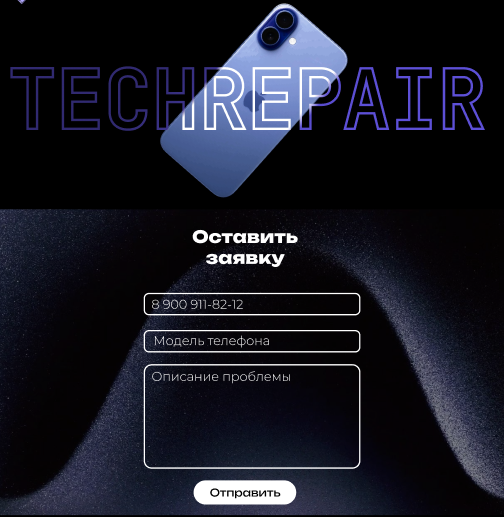 TECHREPAIR
Оставить
заявку
8 900 911-82-12
Модель телефона
Описание проблемы
Отправить